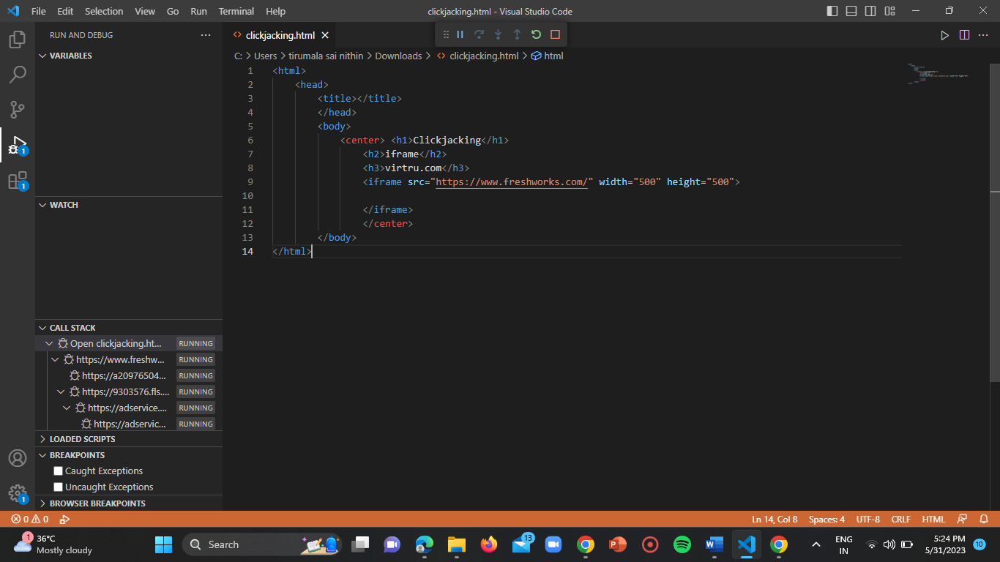 File Edit Selection View Go Run Terminal Help
clickjacking.html - Visual Studio Code
RUN AND DEBUG
VARIABLES
WATCH
CALL STACK
Open clickjacking.ht... RUNNING
https://www.freshw... RUNNING
https://a20976504... RUNNING
https://9303576.fls.... RUNNING
https://adservice.... RUNNING
https://adservic... RUNNING
LOADED SCRIPTS
BREAKPOINTS
Caught Exceptions
Uncaught Exceptions
BROWSER BREAKPOINTS
1
1
1
clickjacking.html
C: > Users > tirumala sai nithin > Downloads > clickjacking.html > html
1 <html>
2 <head>
3 <title></title>
4 </head>
5 <body>
6 <center> <h1>Clickjacking</h1>
7 <h2>iframe</h2>
8 <h3>virtru.com</h3>
9 <iframe src="https://www.freshworks.com/" width="500" height="500">
10
11 </iframe>
12 </center>
13 </body>
14 </html>
0 0
Ln 14, Col 8 Spaces: 4 UTF-8 CRLF HTML
1
36°C
Mostly cloudy
Search
13
ENG
IN
5:24 PM
5/31/2023
10